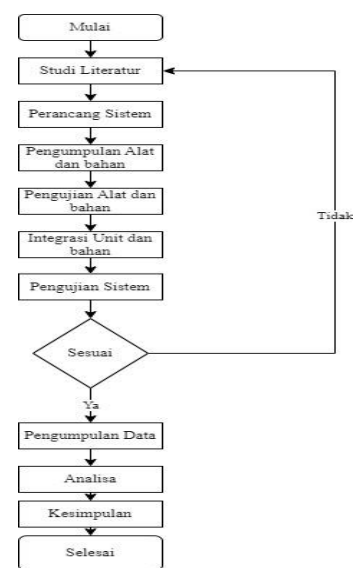 Mulai
Studi Literatur
Perancang Sistem
Pengumpulan Alat
dan bahan
Pengujian Alat dan
bahan
Tidak
Integrasi Unit dan
bahan
Pengujian Sistem
Sesuai
Ya
Pengumpulan Data
Analisa
Kesimpulan
Selesai